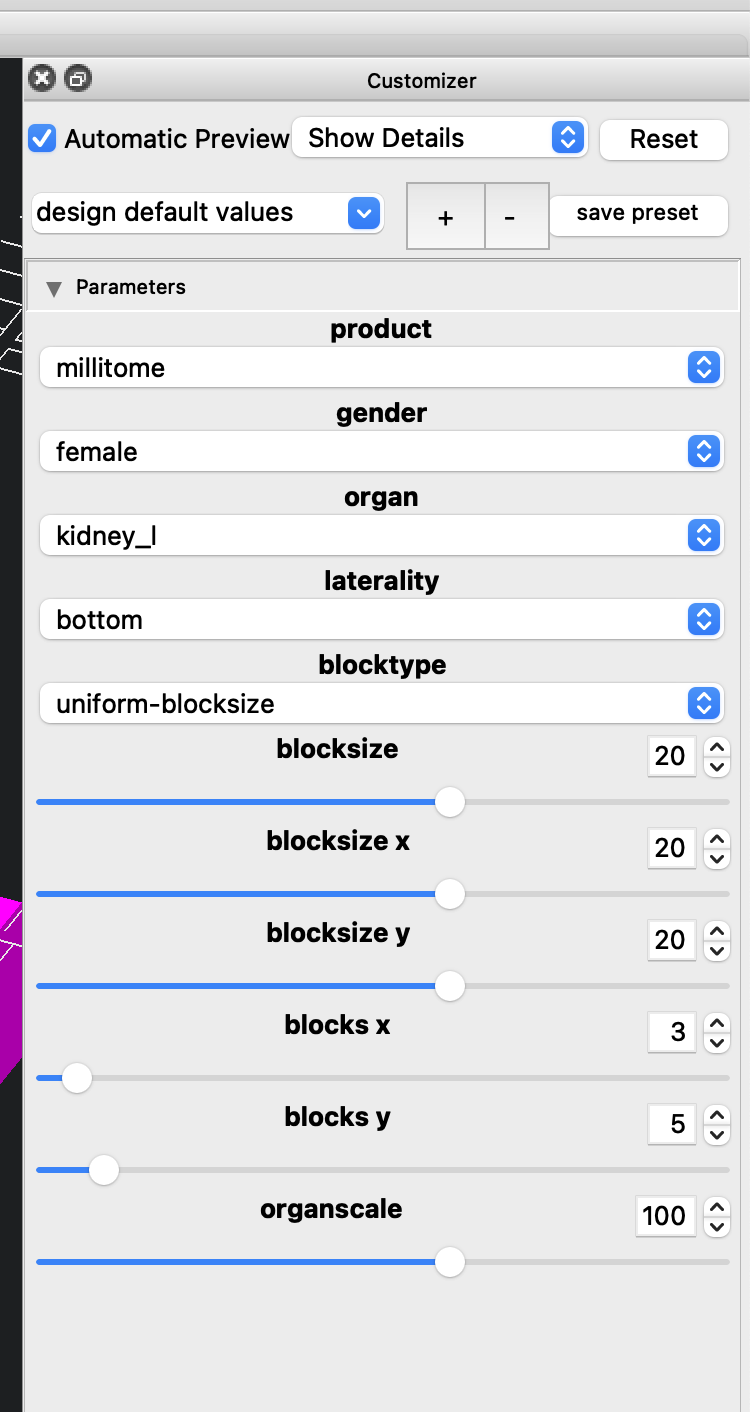 Customizer
Automatic Preview Show Details Reset
design default values + - save preset
Parameters
product
millitome
gender
female
organ
kidney_l
laterality
bottom
blocktype
uniform-blocksize
blocksize 20
blocksize x 20
blocksize y 20
blocks x 3
blocks y 5
organscale 100